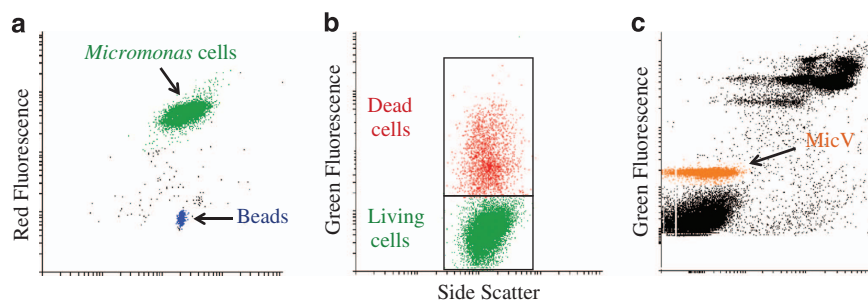 a
Micromonas cells
Red Fluorescence
Beads
b
Green Fluorescence
Dead
cells
Living
cells
Side Scatter
c
Green Fluorescence
MicV